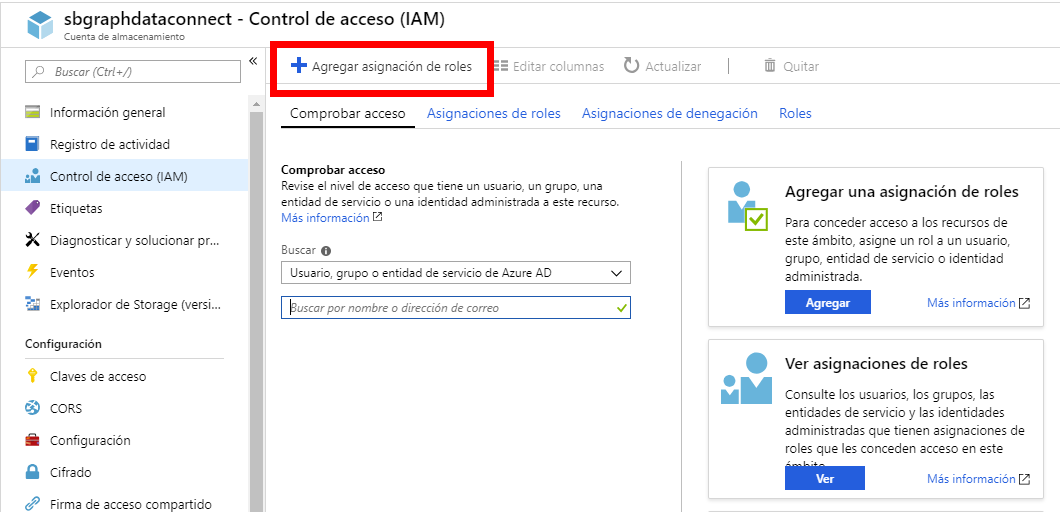 sbgraphdataconnect - Control de acceso (IAM)
Cuenta de almacenamiento
Buscar (Ctrl+/)
«
Información general
Registro de actividad
Control de acceso (IAM)
Etiquetas
Diagnosticar y solucionar pr...
Eventos
Explorador de Storage (versi...
Configuración
Claves de acceso
CORS
Configuración
Cifrado
Firma de acceso compartido
Agregar asignación de roles
Editar columnas
Actualizar
Quitar
Comprobar acceso
Asignaciones de roles
Asignaciones de denegación
Roles
Comprobar acceso
Revise el nivel de acceso que tiene un usuario, un grupo, una
entidad de servicio o una identidad administrada a este recurso.
Más información
Buscar
Usuario, grupo o entidad de servicio de Azure AD
Buscar por nombre o dirección de correo
Agregar una asignación de roles
Para conceder acceso a los recursos de
este ámbito, asigne un rol a un usuario,
grupo, entidad de servicio o identidad
administrada.
Agregar
Más información
Ver asignaciones de roles
Consulte los usuarios, los grupos, las
entidades de servicio y las identidades
administradas que tienen asignaciones de
roles que les conceden acceso en este
ámbito.
Ver
Más información